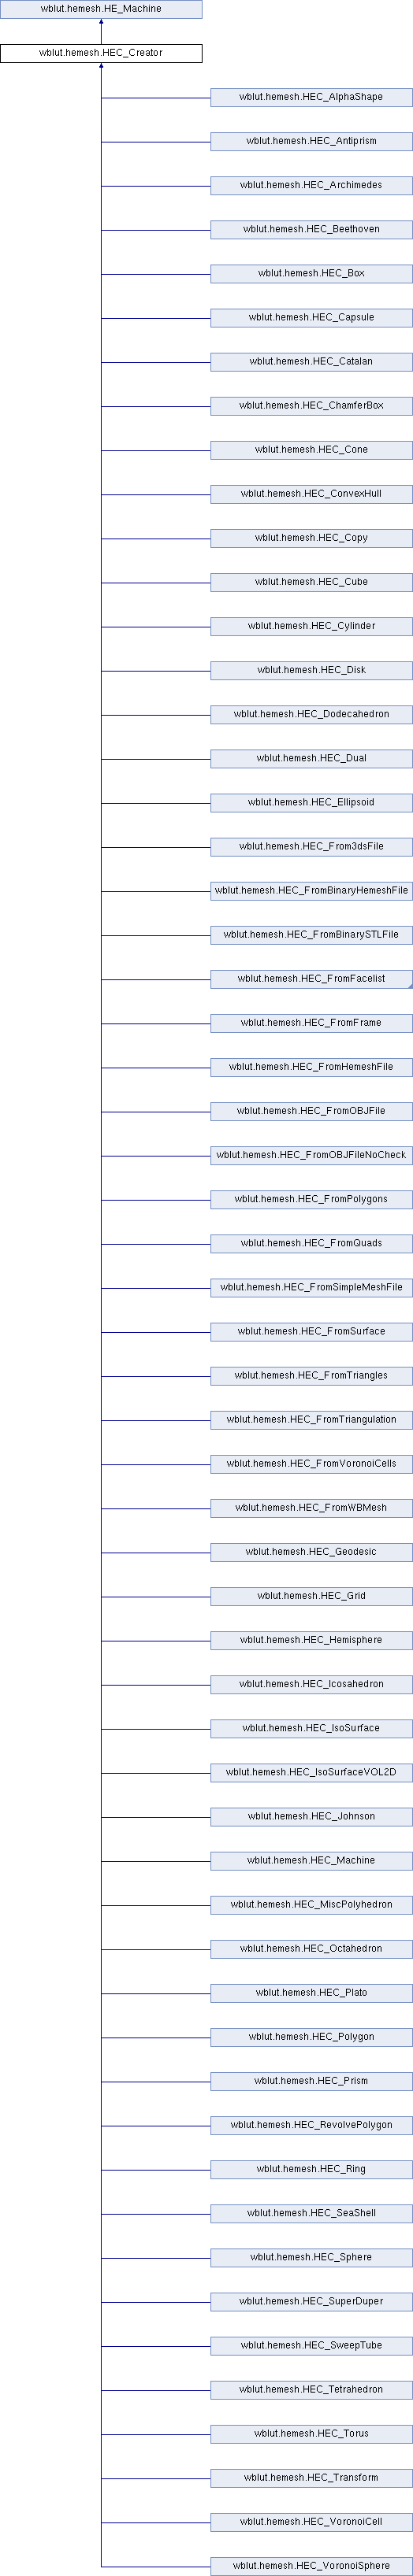 wblut.hemesh.HE_Machine
wblut.hemesh.HEC_Creator
wblut.hemesh.HEC_AlphaShape
wblut.hemesh.HEC_Antiprism
wblut.hemesh.HEC_Archimedes
wblut.hemesh.HEC_Beethoven
wblut.hemesh.HEC_Box
wblut.hemesh.HEC_Capsule
wblut.hemesh.HEC_Catalan
wblut.hemesh.HEC_ChamferBox
wblut.hemesh.HEC_Cone
wblut.hemesh.HEC_ConvexHull
wblut.hemesh.HEC_Copy
wblut.hemesh.HEC_Cube
wblut.hemesh.HEC_Cylinder
wblut.hemesh.HEC_Disk
wblut.hemesh.HEC_Dodecahedron
wblut.hemesh.HEC_Dual
wblut.hemesh.HEC_Ellipsoid
wblut.hemesh.HEC_From3dsFile
wblut.hemesh.HEC_FromBinaryHemeshFile
wblut.hemesh.HEC_FromBinarySTLFile
wblut.hemesh.HEC_FromFacelist
wblut.hemesh.HEC_FromFrame
wblut.hemesh.HEC_FromHemeshFile
wblut.hemesh.HEC_FromOBJFile
wblut.hemesh.HEC_FromOBJFileNoCheck
wblut.hemesh.HEC_FromPolygons
wblut.hemesh.HEC_FromQuads
wblut.hemesh.HEC_FromSimpleMeshFile
wblut.hemesh.HEC_FromSurface
wblut.hemesh.HEC_FromTriangles
wblut.hemesh.HEC_FromTriangulation
wblut.hemesh.HEC_FromVoronoiCells
wblut.hemesh.HEC_FromWBMesh
wblut.hemesh.HEC_Geodesic
wblut.hemesh.HEC_Grid
wblut.hemesh.HEC_Hemisphere
wblut.hemesh.HEC_Icosahedron
wblut.hemesh.HEC_IsoSurface
wblut.hemesh.HEC_IsoSurfaceVOL2D
wblut.hemesh.HEC_Johnson
wblut.hemesh.HEC_Machine
wblut.hemesh.HEC_MiscPolyhedron
wblut.hemesh.HEC_Octahedron
wblut.hemesh.HEC_Plato
wblut.hemesh.HEC_Polygon
wblut.hemesh.HEC_Prism
wblut.hemesh.HEC_RevolvePolygon
wblut.hemesh.HEC_Ring
wblut.hemesh.HEC_SeaShell
wblut.hemesh.HEC_Sphere
wblut.hemesh.HEC_SuperDuper
wblut.hemesh.HEC_SweepTube
wblut.hemesh.HEC_Tetrahedron
wblut.hemesh.HEC_Torus
wblut.hemesh.HEC_Transform
wblut.hemesh.HEC_VoronoiCell
wblut.hemesh.HEC_VoronoiSphere